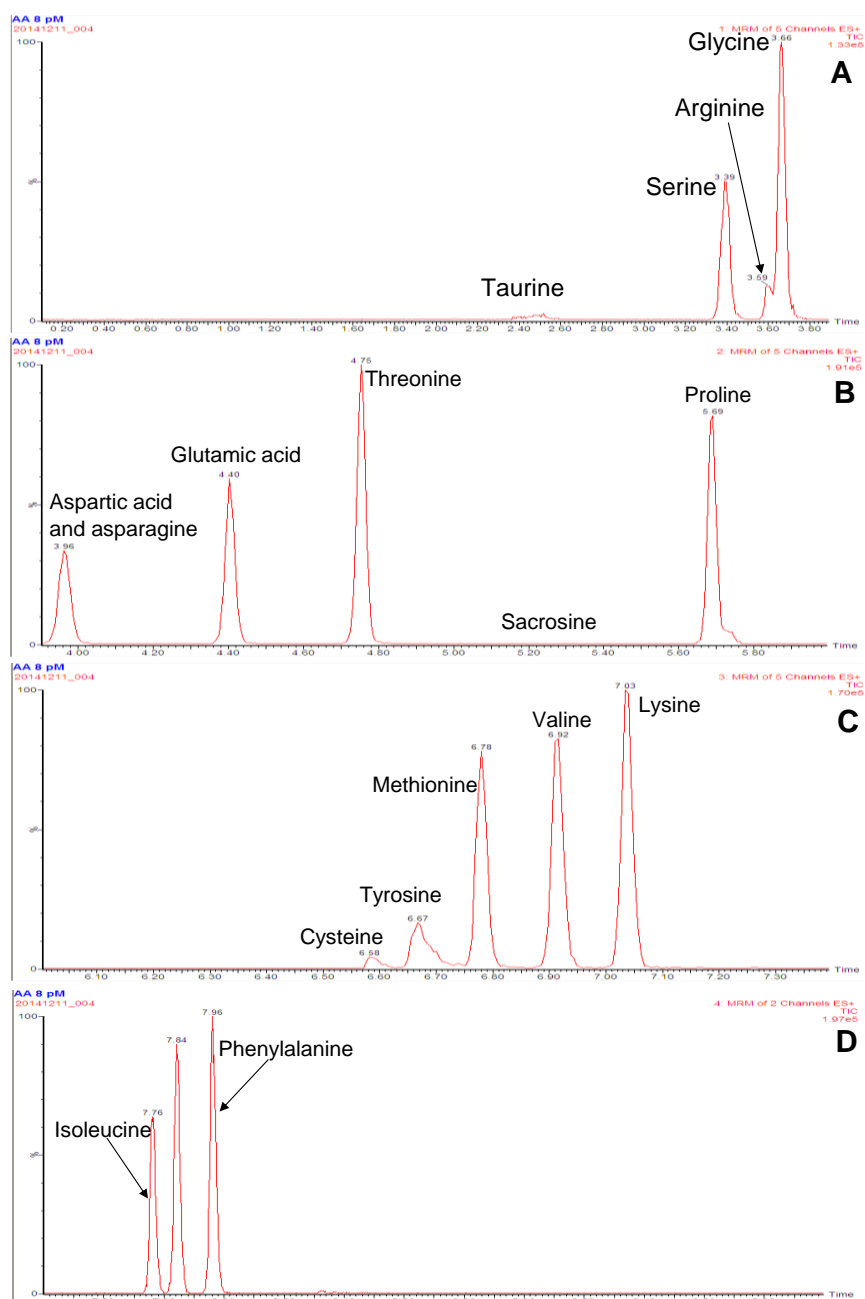 AA 8 pM
20141211_004
1: MRM of 5 Channels ES+
TIC
1.33e5
A
100
%
0
Glycine
3.66
Arginine
3.59
Serine
3.39
Taurine
0.20 0.40 0.60 0.80 1.00 1.20 1.40 1.60 1.80 2.00 2.20 2.40 2.60 2.80 3.00 3.20 3.40 3.60 3.80
Time
AA 8 pM
20141211_004
2: MRM of 5 Channels ES+
TIC
1.91e5
B
100
%
0
4.75
Threonine
Proline
5.69
Glutamic acid
4.40
Aspartic acid
and asparagine
3.96
Sacrosine
4.00 4.20 4.40 4.60 4.80 5.00 5.20 5.40 5.60 5.80
Time
AA 8 pM
20141211_004
3: MRM of 5 Channels ES+
TIC
1.70e5
C
100
%
0
7.03
Lysine
Valine
6.92
6.78
Methionine
Tyrosine
6.67
Cysteine
6.58
6.10 6.20 6.30 6.40 6.50 6.60 6.70 6.80 6.90 7.00 7.10 7.20 7.30
Time
AA 8 pM
20141211_004
4: MRM of 2 Channels ES+
TIC
1.97e5
D
100
%
0
7.96
7.84
Phenylalanine
7.76
Isoleucine
Time